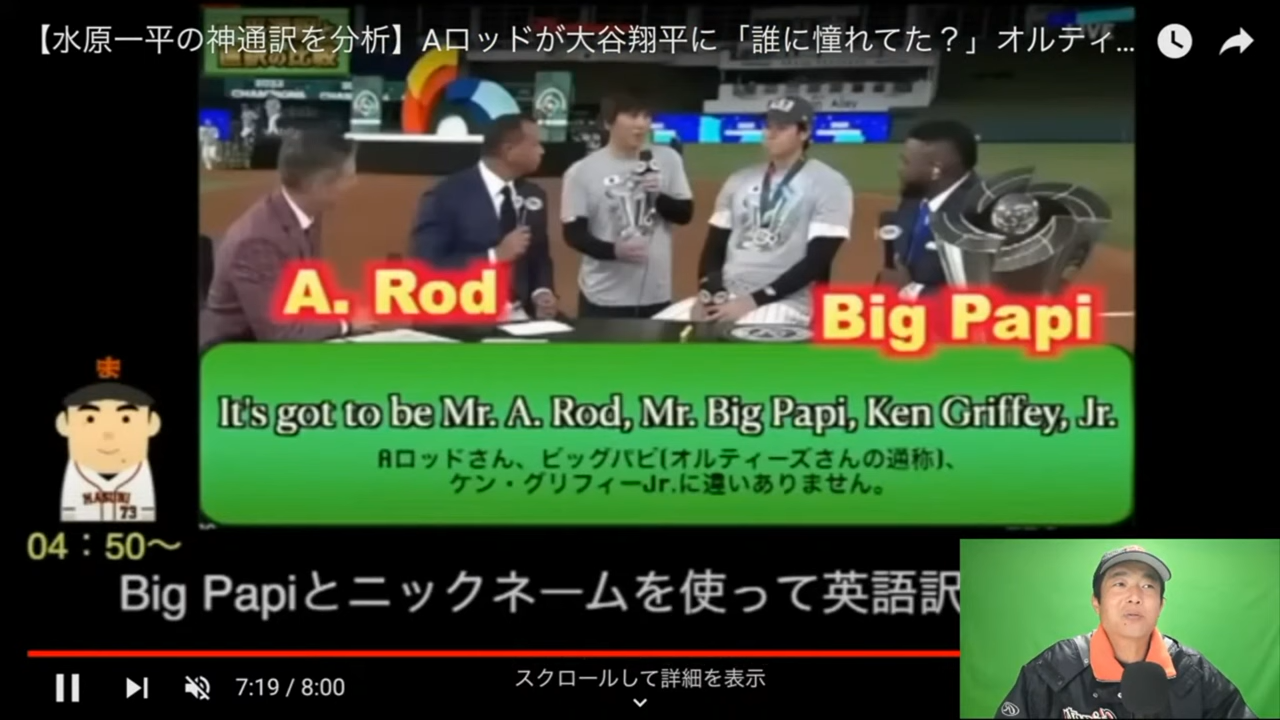 【水原一平の神通訳を分析】Aロッドが大谷翔平に「誰に憧れてた？」オルティ...
A. Rod
Big Papi
It's got to be Mr. A. Rod, Mr. Big Papi, Ken Griffey, Jr.
Aロッドさん、ビッグパピ(オルティーズさんの通称)、
ケン・グリフィーJr.に違いありません。
ま
73
04：50〜
Big Papiとニックネームを使って英語訳
7:19 / 8:00
スクロールして詳細を表示